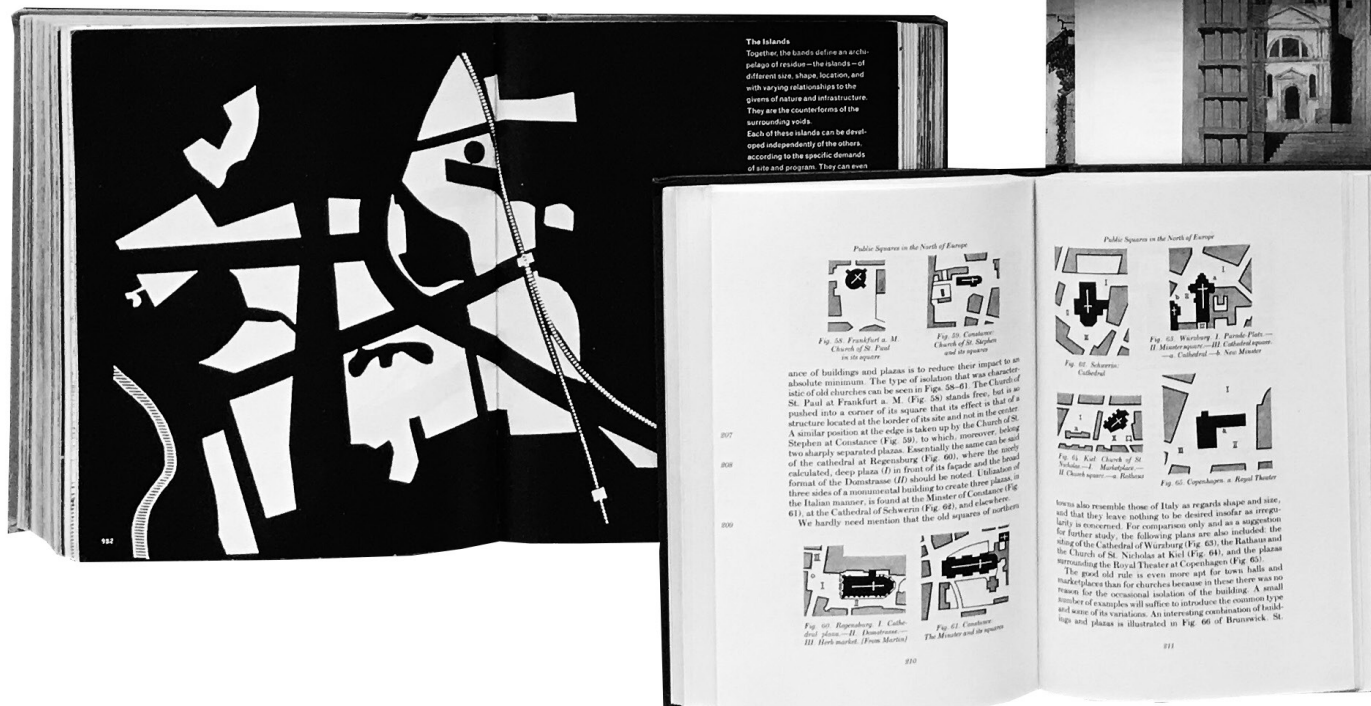 The Islands
Together, the bands define an archi-
pelago of residue—the islands—of
different size, shape, location, and
with varying relationships to the
givens of nature and infrastructure.
They are the counterforms of the
surrounding voids.
Each of these islands can be devel-
oped independently of the others,
according to the specific demands
of site and program. They can even
Public Squares in the North of Europe
Fig. 58. Frankfurt a. M.
Church of St. Paul
in its square
Fig. 59. Constance:
Church of St. Stephen
and its squares
ance of buildings and plazas is to reduce their impact to an
absolute minimum. The type of isolation that was character-
istic of old churches can be seen in Figs. 58–61. The Church of
St. Paul at Frankfurt a. M. (Fig. 58) stands free, but is so
pushed into a corner of its square that its effect is that of a
structure located at the border of its site and not in the center.
A similar position at the edge is taken up by the Church of St.
Stephen at Constance (Fig. 59), to which, moreover, belong
two sharply separated plazas. Essentially the same can be said
of the cathedral at Regensburg (Fig. 60), where the nicely
calculated, deep plaza (I) in front of its façade and the broad
format of the Domstrasse (II) should be noted. Utilization of
three sides of a monumental building to create three plazas, in
the Italian manner, is found at the Minster of Constance (Fig.
61), at the Cathedral of Schwerin (Fig. 62), and elsewhere.
We hardly need mention that the old squares of northern
207
208
209
Fig. 60. Regensburg. I. Cathe-
dral plaza.—II. Domstrasse.—
III. Herb market. [From Martin]
Fig. 61. Constance:
The Minster and its squares
210
Public Squares in the North of Europe
Fig. 62. Schwerin:
Cathedral
Fig. 63. Würzburg. I. Parade-Platz.—
II. Minster square.—III. Cathedral square.
—a. Cathedral.—b. New Minster
Fig. 64. Kiel: Church of St.
Nicholas.—I. Marketplace.—
II. Church square.—a. Rathaus
Fig. 65. Copenhagen. a. Royal Theater
towns also resemble those of Italy as regards shape and size,
and that they leave nothing to be desired insofar as irregu-
larity is concerned. For comparison only and as a suggestion
for further study, the following plans are also included: the
siting of the Cathedral of Würzburg (Fig. 63), the Rathaus and
the Church of St. Nicholas at Kiel (Fig. 64), and the plazas
surrounding the Royal Theater at Copenhagen (Fig. 65).
The good old rule is even more apt for town halls and
marketplaces than for churches because in these there was no
reason for the occasional isolation of the building. A small
number of examples will suffice to introduce the common type
and some of its variations. An interesting combination of build-
ings and plazas is illustrated in Fig. 66 of Brunswick. St.
211